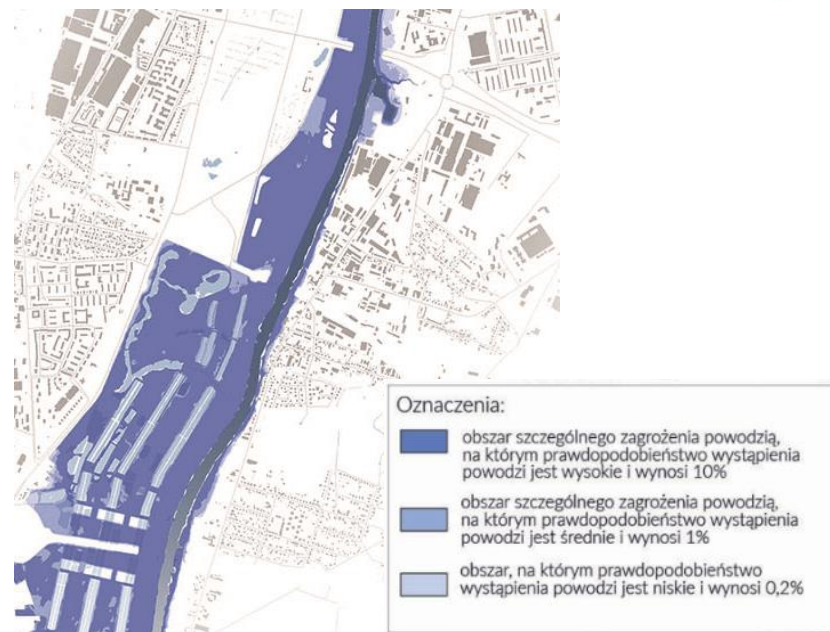 Oznaczenia:
obszar szczególnego zagrożenia powodzią,
na którym prawdopodobieństwo wystąpienia
powodzi jest wysokie i wynosi 10%
obszar szczególnego zagrożenia powodzią,
na którym prawdopodobieństwo wystąpienia
powodzi jest średnie i wynosi 1%
obszar, na którym prawdopodobieństwo
wystąpienia powodzi jest niskie i wynosi 0,2%